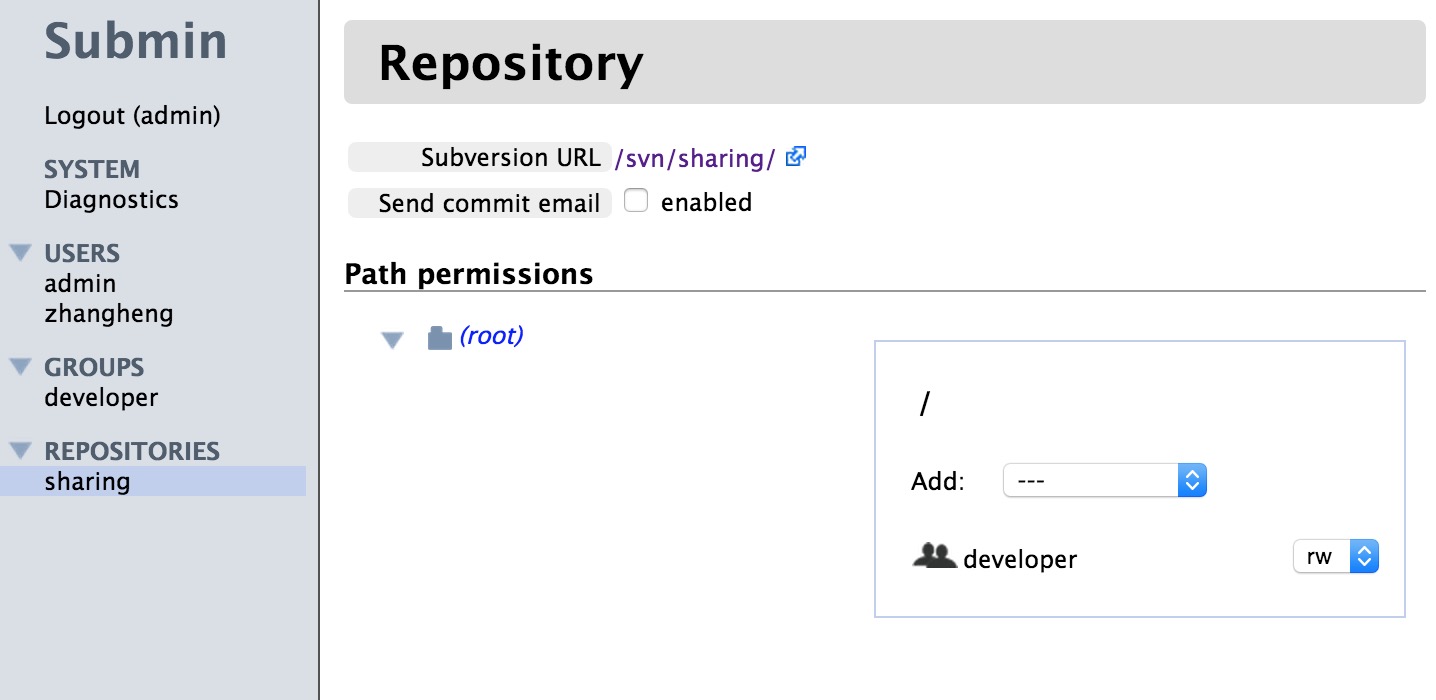 Submin
Logout (admin)
SYSTEM
Diagnostics
USERS
admin
zhangheng
GROUPS
developer
REPOSITORIES
sharing
Repository
Subversion URL /svn/sharing/
Send commit email enabled
Path permissions
(root)
/
Add: ---
developer rw